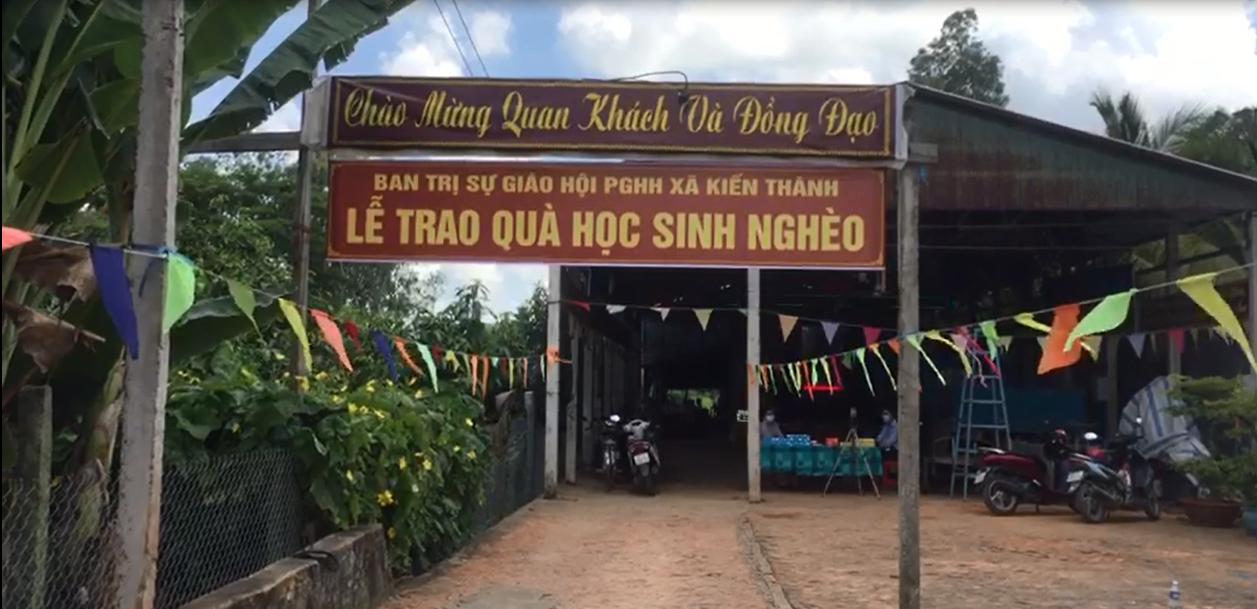 Chào Mừng Quan Khách Và Đồng Đạo
BAN TRỊ SỰ GIÁO HỘI PGHH XÃ KIẾN THÀNH
LỄ TRAO QUÀ HỌC SINH NGHÈO